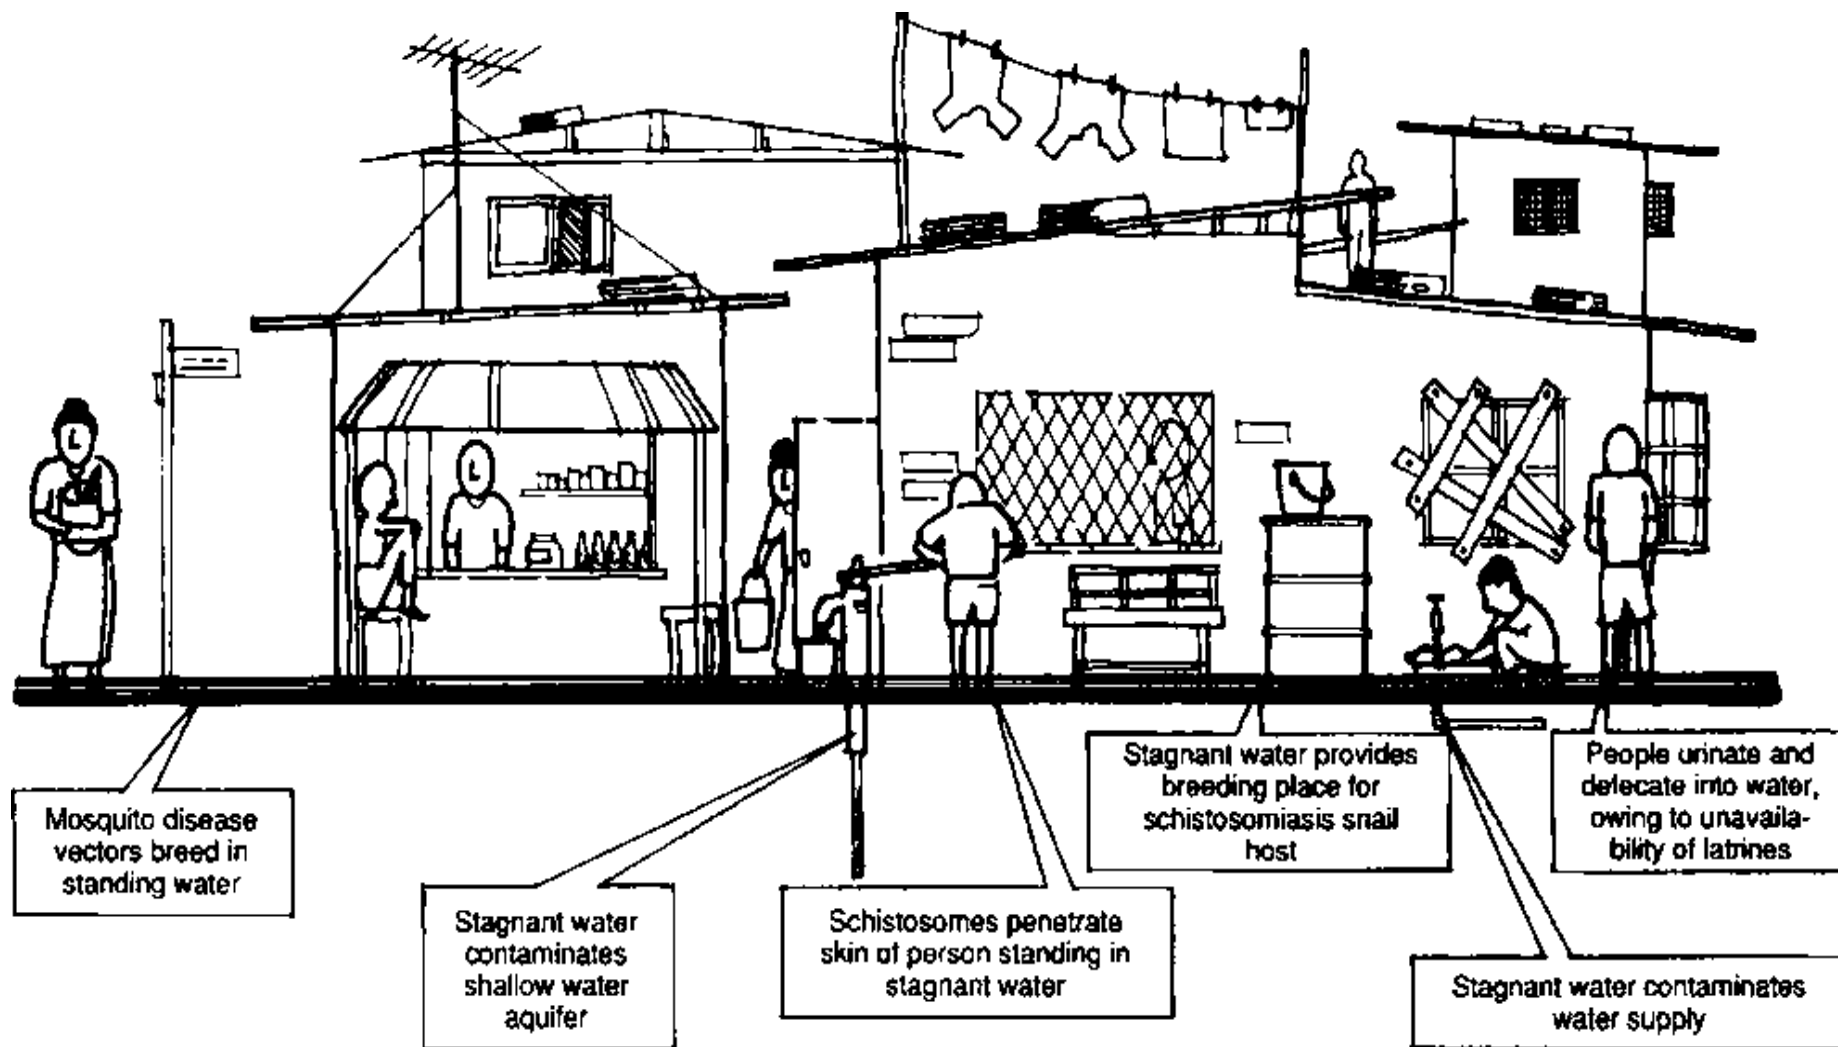 Mosquito disease
vectors breed in
standing water
Stagnant water
contaminates
shallow water
aquifer
Schistosomes penetrate
skin of person standing in
stagnant water
Stagnant water provides
breeding place for
schistosomiasis snail
host
Stagnant water contaminates
water supply
People urinate and
defecate into water,
owing to unavaila-
bility of latrines